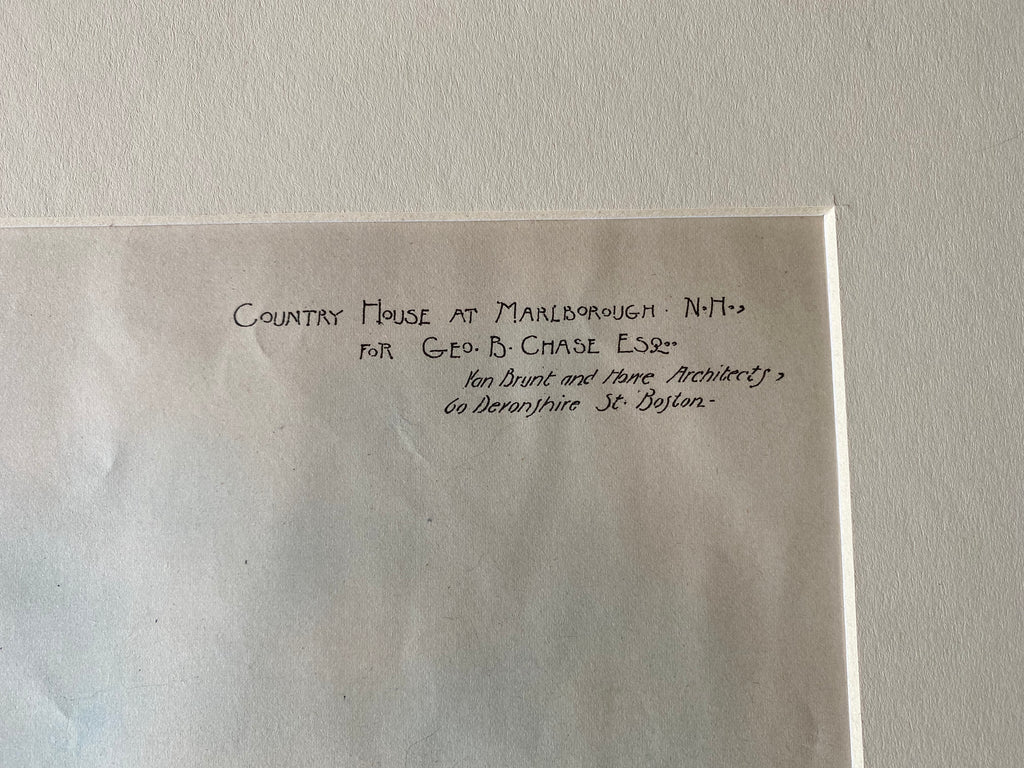 COUNTRY HOUSE AT MARLBOROUGH. N.H.,
FOR GEO. B. CHASE ESQ..
Van Brunt and Howe Architects,
60 Devonshire St. Boston-